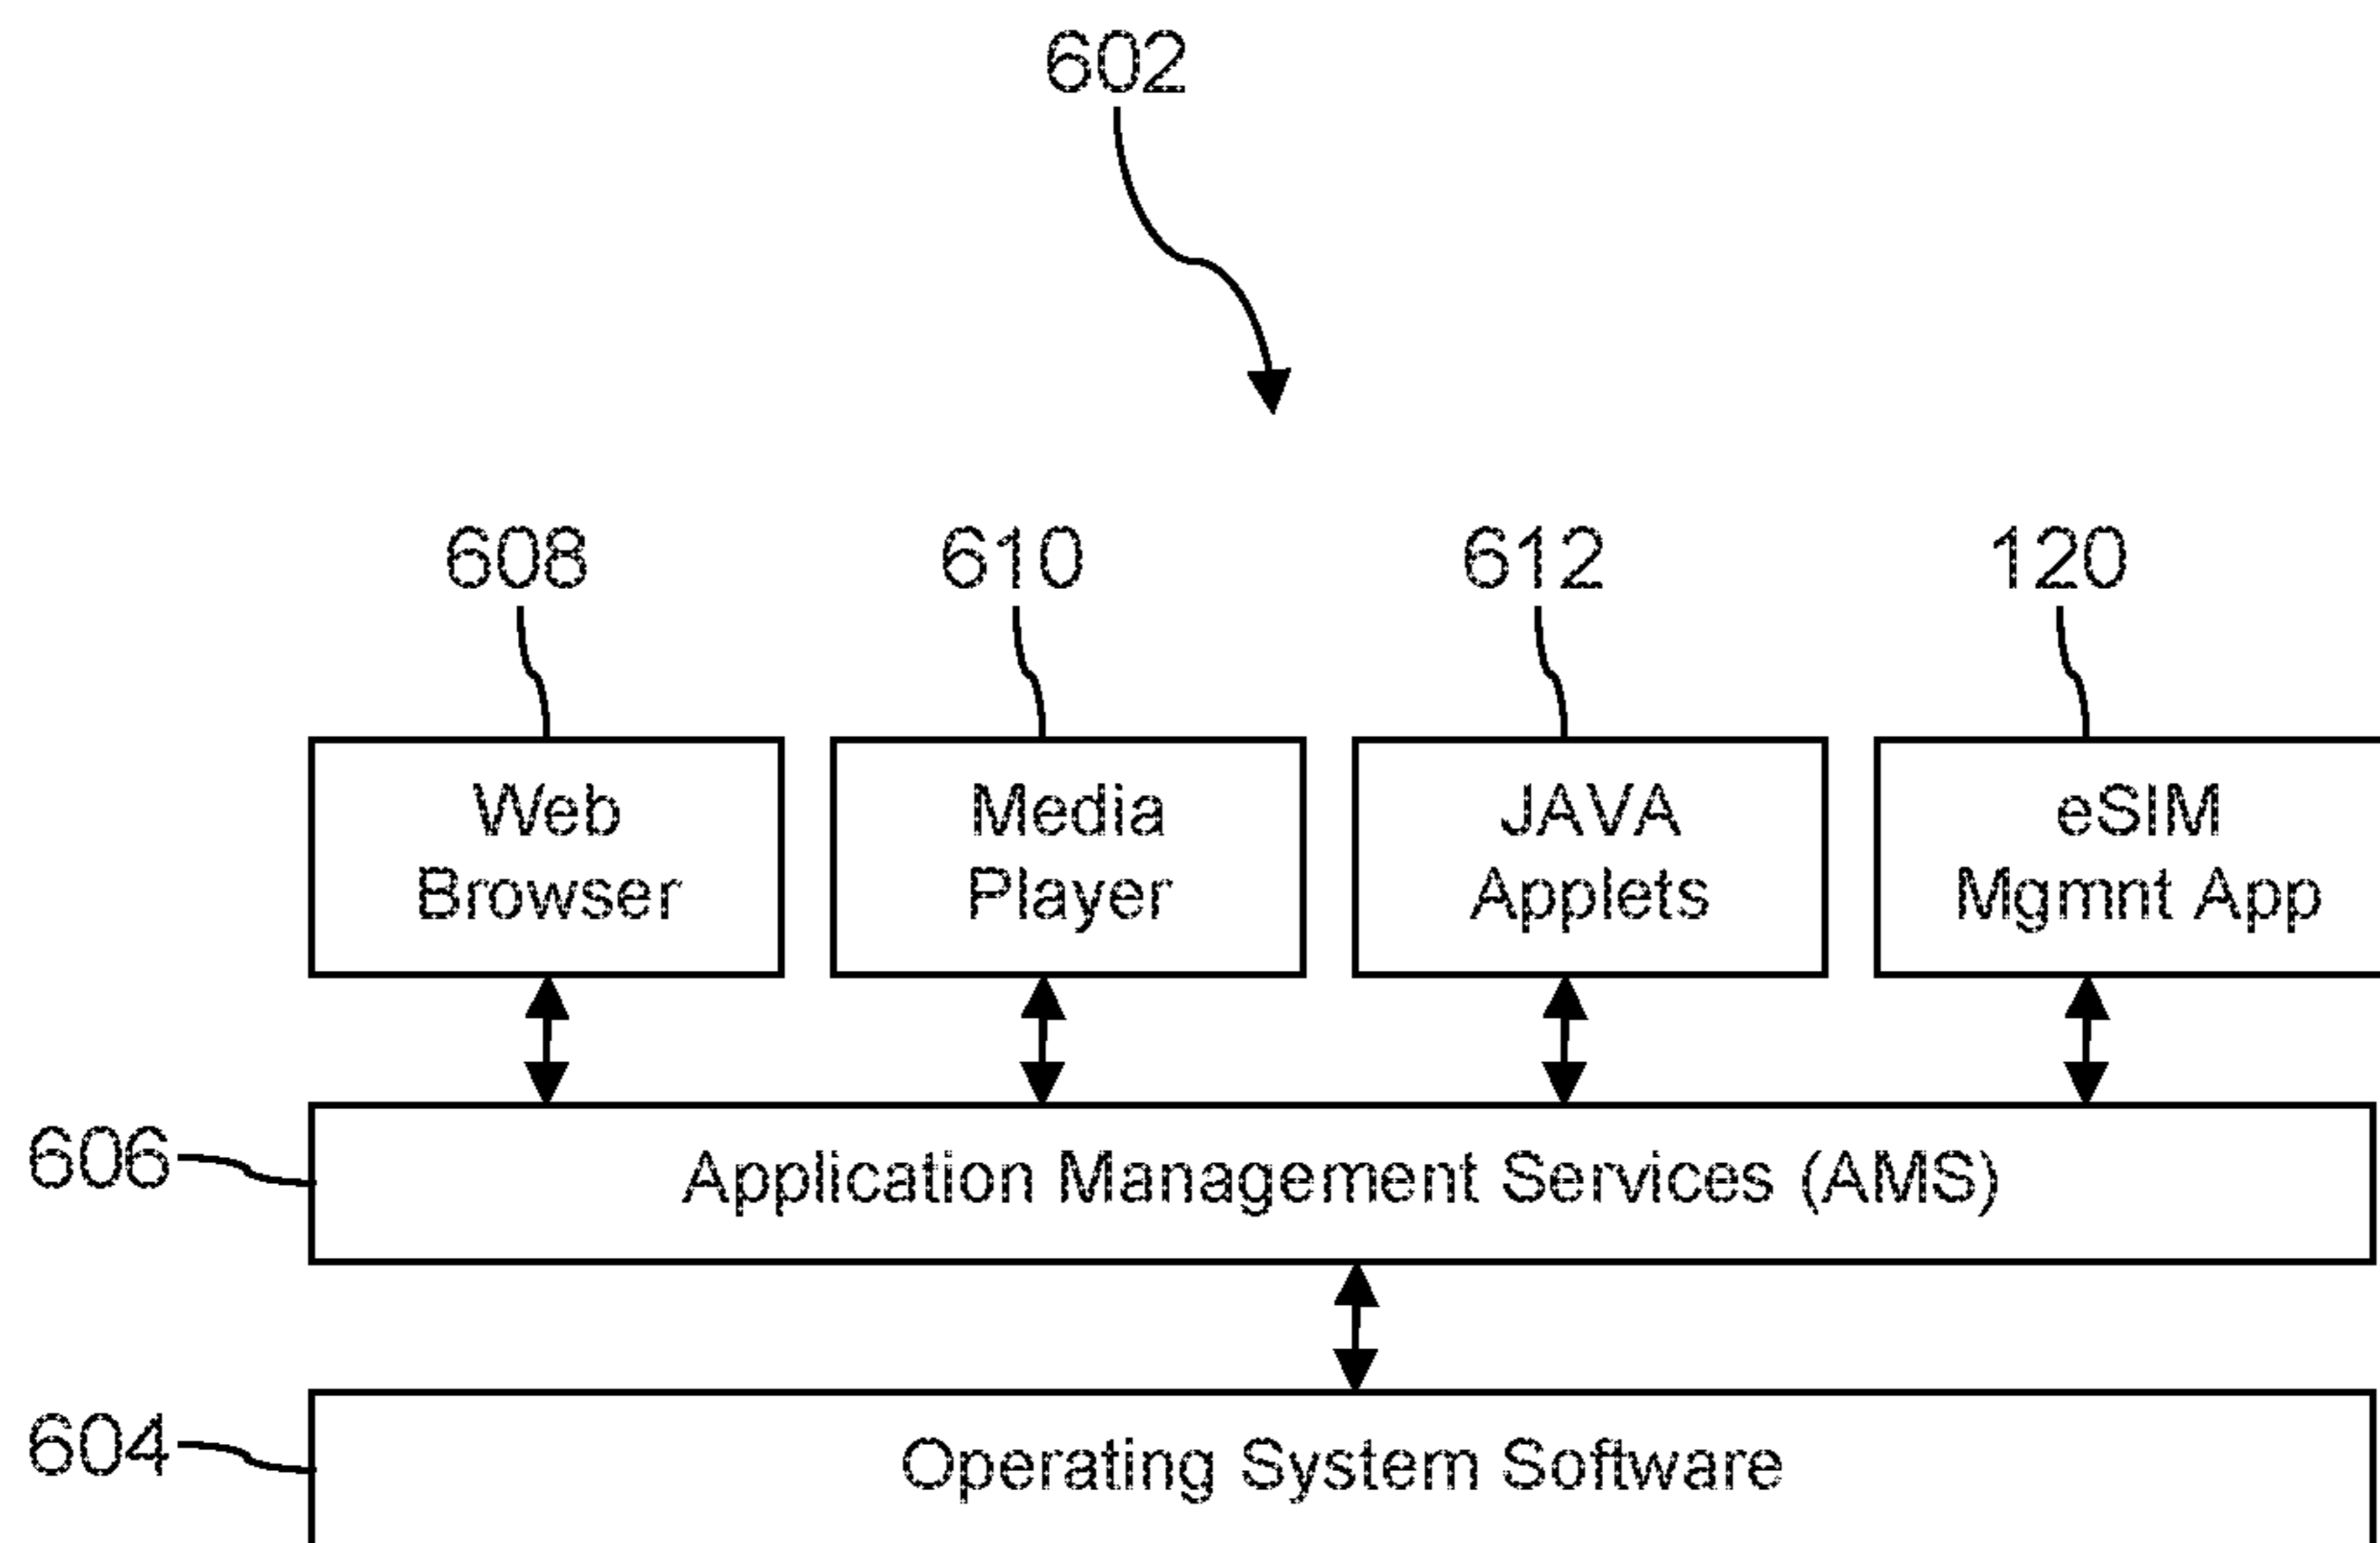 602
608
610
612
120
Web
Browser
Media
Player
JAVA
Applets
eSIM
Mgmnt App
606
Application Management Services (AMS)
604
Operating System Software